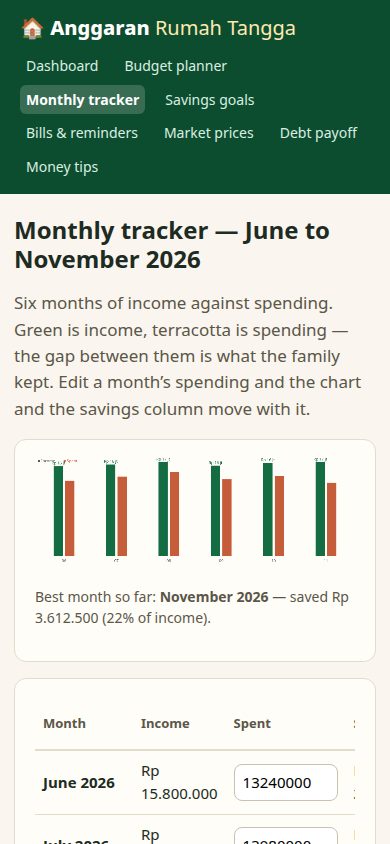 🏠 Anggaran Rumah Tangga
Dashboard Budget planner
Monthly tracker Savings goals
Bills & reminders Market prices Debt payoff
Money tips
Monthly tracker — June to
November 2026
Six months of income against spending.
Green is income, terracotta is spending —
the gap between them is what the family
kept. Edit a month’s spending and the chart
and the savings column move with it.
Best month so far: November 2026 — saved Rp
3.612.500 (22% of income).
Month Income Spent
June 2026 Rp 15.800.000 13240000
Rp